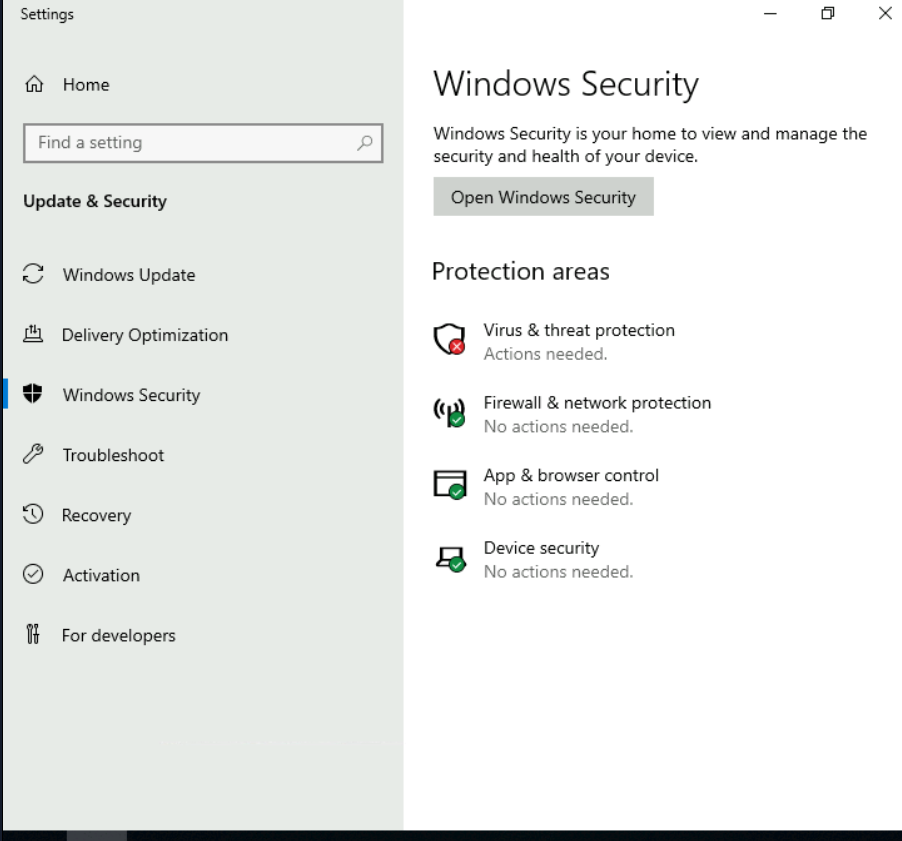 Settings
Home
Find a setting
Update & Security
Windows Update
Delivery Optimization
Windows Security
Troubleshoot
Recovery
Activation
For developers
Windows Security
Windows Security is your home to view and manage the
security and health of your device.
Open Windows Security
Protection areas
Virus & threat protection
Actions needed.
Firewall & network protection
No actions needed.
App & browser control
No actions needed.
Device security
No actions needed.